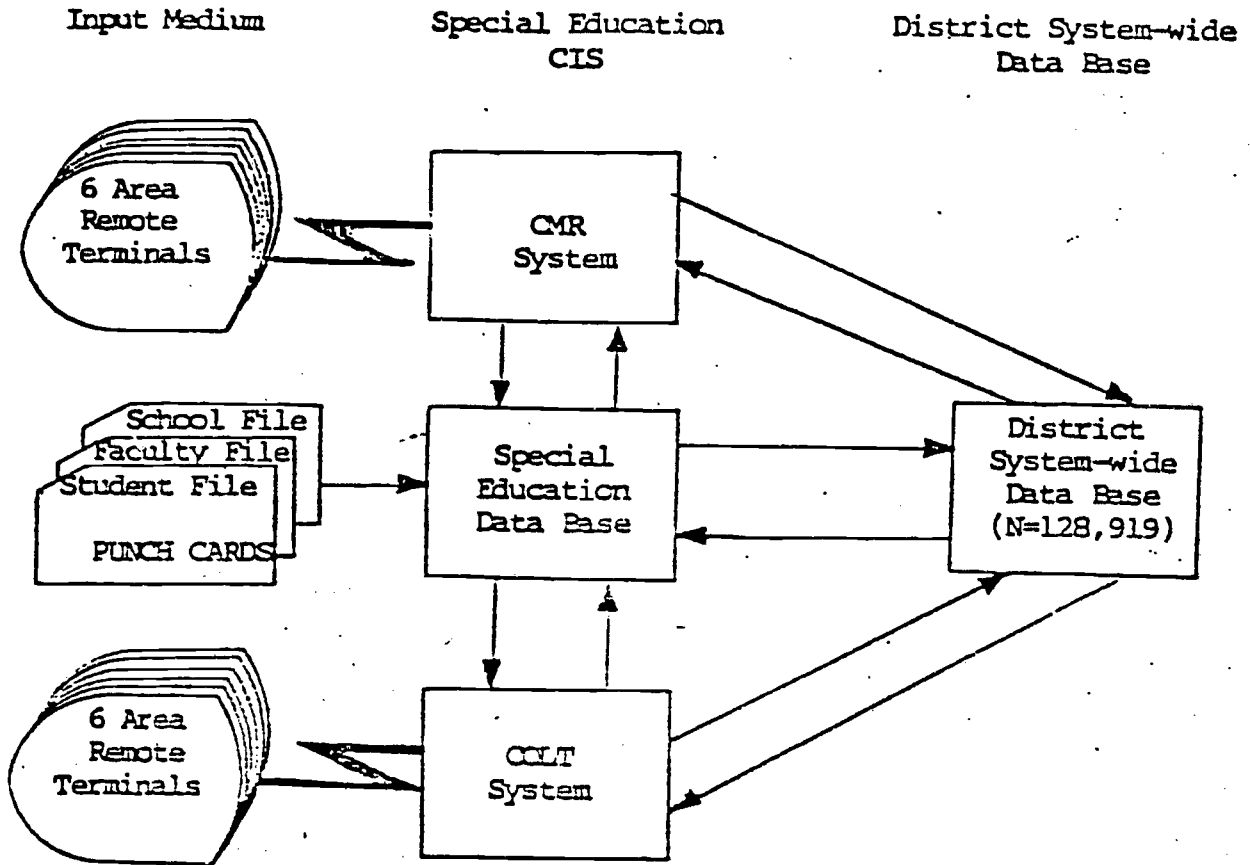 Input Medium
Special Education
CIS
District System-wide
Data Base
6 Area
Remote
Terminals
CMR
System
School File
Faculty File
Student File
PUNCH CARDS
Special
Education
Data Base
District
System-wide
Data Base
(N=128,919)
6 Area
Remote
Terminals
COLT
System